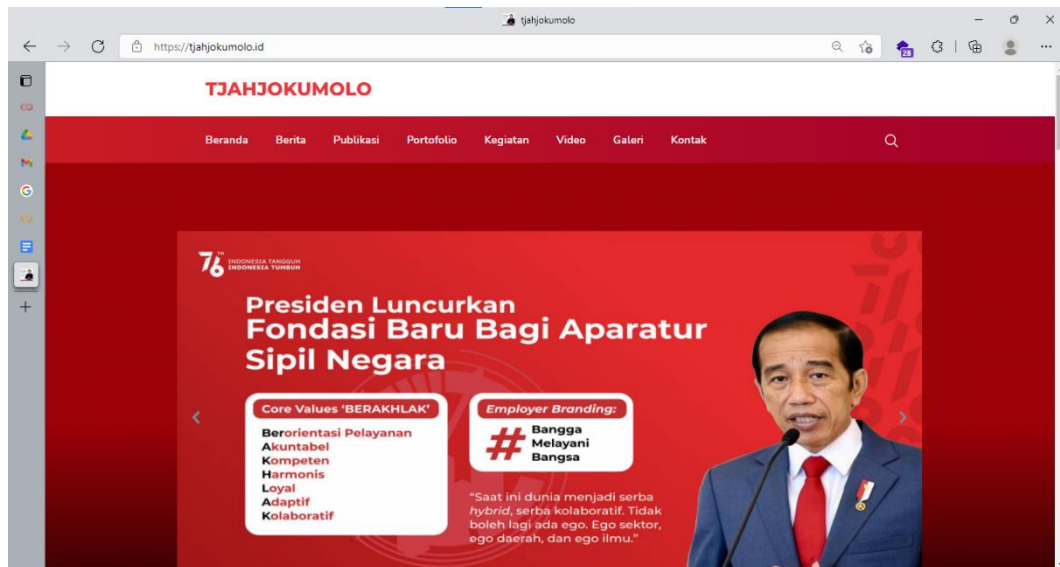 tjahjokumolo
https://tjahjokumolo.id
28
TJAHJOKUMOLO
Beranda Berita Publikasi Portofolio Kegiatan Video Galeri Kontak
76 TH INDONESIA TANGGUH
INDONESIA TUMBUH
Presiden Luncurkan
Fondasi Baru Bagi Aparatur
Sipil Negara
Core Values 'BERAKHLAK'
Berorientasi Pelayanan
Akuntabel
Kompeten
Harmonis
Loyal
Adaptif
Kolaboratif
Employer Branding:
# Bangga
Melayani
Bangsa
"Saat ini dunia menjadi serba
hybrid, serba kolaboratif. Tidak
boleh lagi ada ego. Ego sektor,
ego daerah, dan ego ilmu."